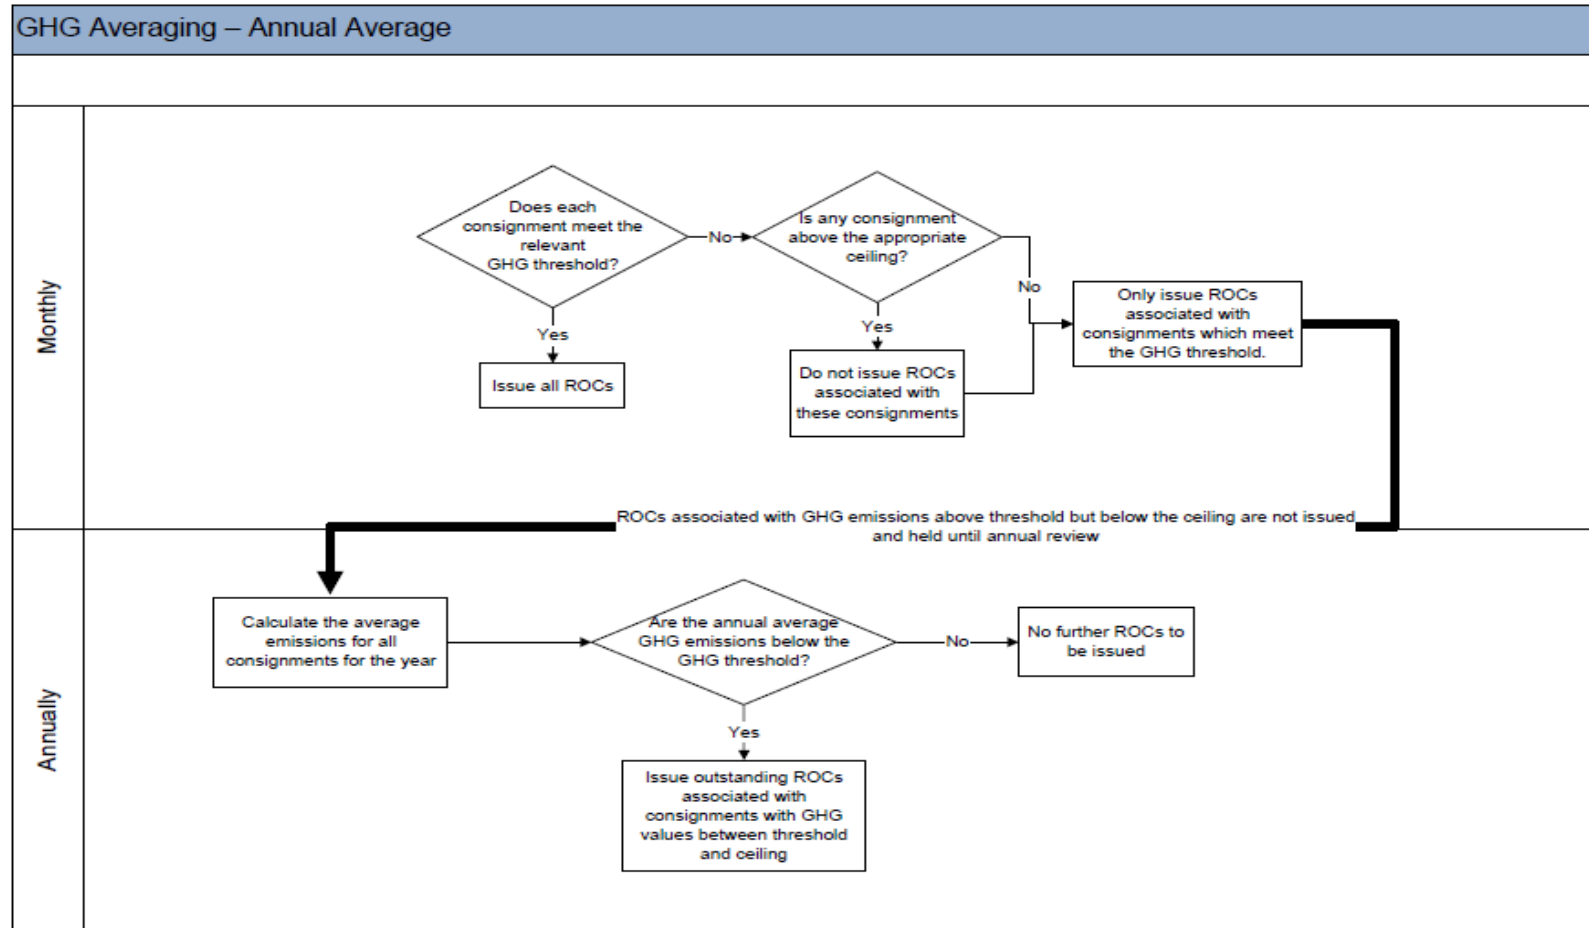 GHG Averaging – Annual Average
Monthly
Does each
consignment meet the
relevant
GHG threshold?
No
Is any consignment
above the appropriate
ceiling?
No
Yes
Issue all ROCs
Yes
Do not issue ROCs
associated with
these consignments
Only issue ROCs
associated with
consignments which meet
the GHG threshold.
ROCs associated with GHG emissions above threshold but below the ceiling are not issued
and held until annual review
Annually
Calculate the average
emissions for all
consignments for the year
Are the annual average
GHG emissions below the
GHG threshold?
No
No further ROCs to
be issued
Yes
Issue outstanding ROCs
associated with
consignments with GHG
values between threshold
and ceiling